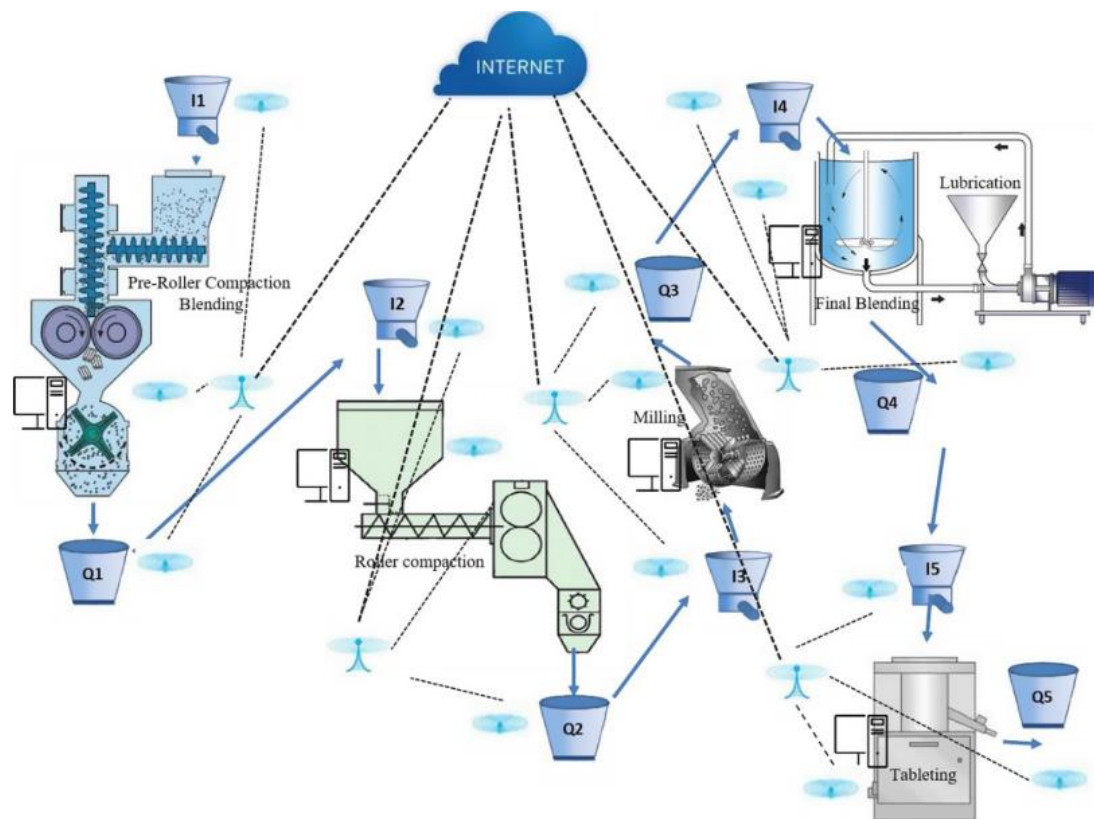 INTERNET
I1
I4
Lubrication
Pre-Roller Compaction
Blending
I2
Q3
Final Blending
Q4
Milling
Roller compaction
Q1
I3
I5
Q2
Q5
Tableting